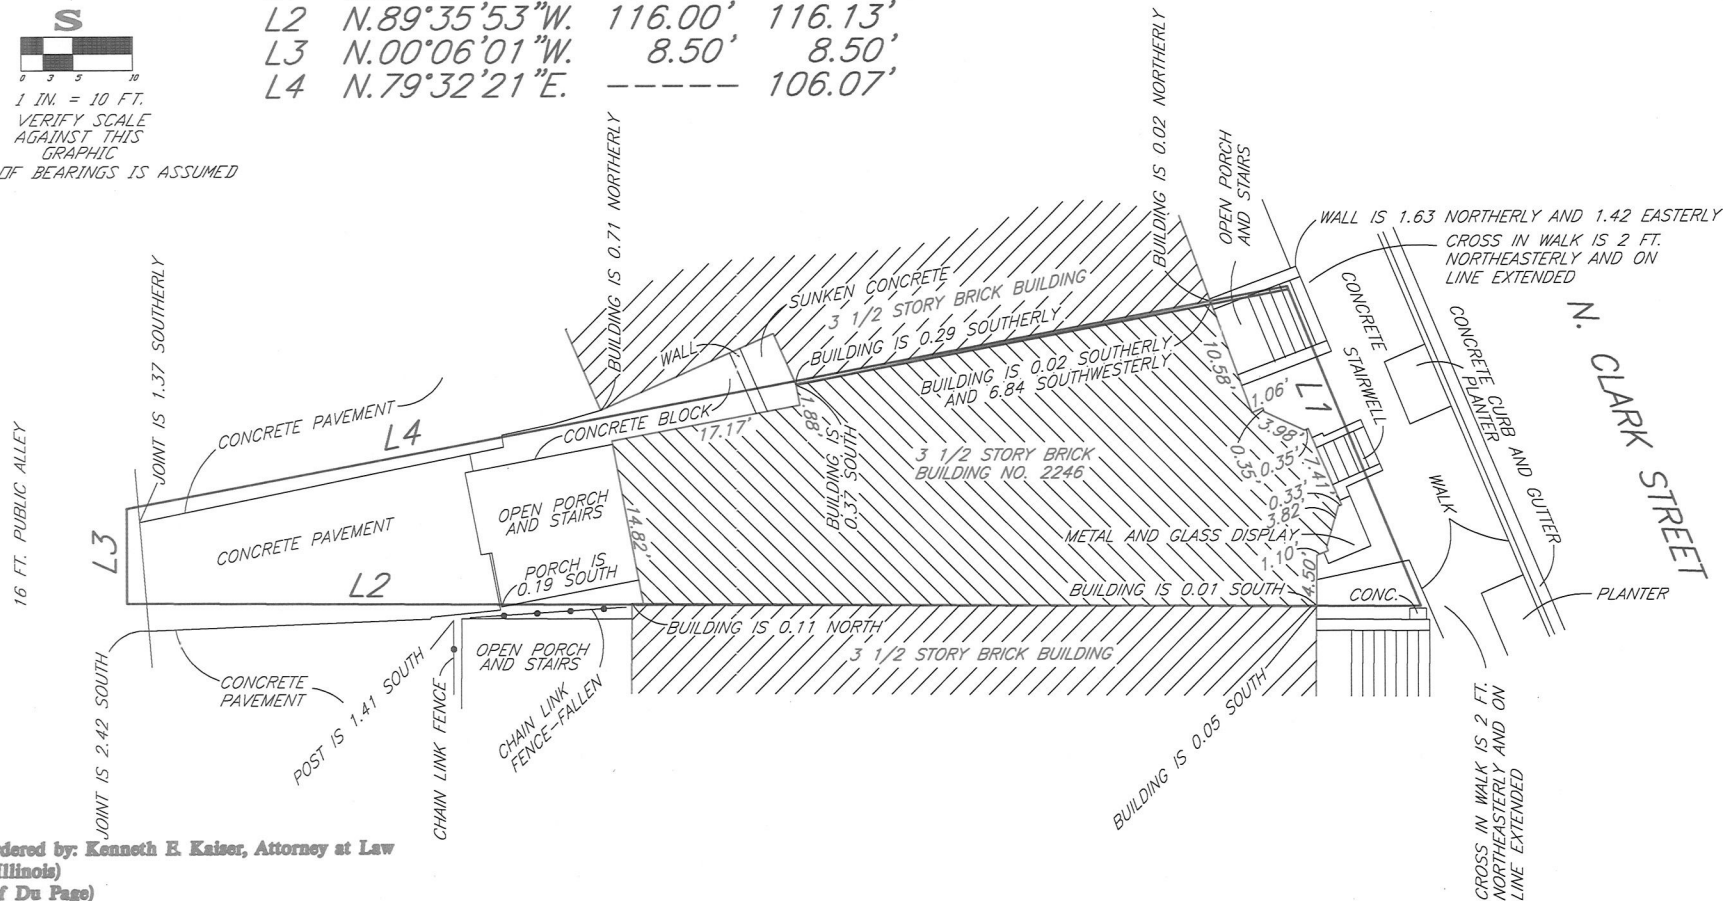 S
0 3 5 10
1 IN. = 10 FT.
VERIFY SCALE
AGAINST THIS
GRAPHIC
OF BEARINGS IS ASSUMED
L2 N.89°35'53"W. 116.00' 116.13'
L3 N.00°06'01"W. 8.50' 8.50'
L4 N.79°32'21"E. ----- 106.07'
JOINT IS 1.37 SOUTHERLY
BUILDING IS 0.71 NORTHERLY
BUILDING IS 0.02 NORTHERLY
OPEN PORCH
AND STAIRS
WALL IS 1.63 NORTHERLY AND 1.42 EASTERLY
CROSS IN WALK IS 2 FT.
NORTHEASTERLY AND ON
LINE EXTENDED
SUNKEN CONCRETE
3 1/2 STORY BRICK BUILDING
BUILDING IS 0.29 SOUTHERLY
WALL
BUILDING IS 0.02 SOUTHERLY
AND 6.84 SOUTHWESTERLY
10.58'
1.06'
L1
CONCRETE
STAIRWELL
CONCRETE CURB AND GUTTER
PLANTER
N. CLARK STREET
CONCRETE PAVEMENT
L4
CONCRETE BLOCK
17.17'
1.88'
BUILDING IS
0.37 SOUTH
3 1/2 STORY BRICK
BUILDING NO. 2246
3.98'
0.35'
0.35'
7.41'
0.33'
3.82'
METAL AND GLASS DISPLAY
1.10'
4.50'
WALK
16 FT. PUBLIC ALLEY
L3
CONCRETE PAVEMENT
OPEN PORCH
AND STAIRS
14.82'
PORCH IS
0.19 SOUTH
L2
BUILDING IS 0.01 SOUTH
CONC.
PLANTER
BUILDING IS 0.11 NORTH
OPEN PORCH
AND STAIRS
3 1/2 STORY BRICK BUILDING
CONCRETE
PAVEMENT
JOINT IS 2.42 SOUTH
POST IS 1.41 SOUTH
CHAIN LINK FENCE
CHAIN LINK
FENCE-FALLEN
BUILDING IS 0.05 SOUTH
CROSS IN WALK IS 2 FT.
NORTHEASTERLY AND ON
LINE EXTENDED
dered by: Kenneth E. Kaiser, Attorney at Law
Illinois)
f Du Page)